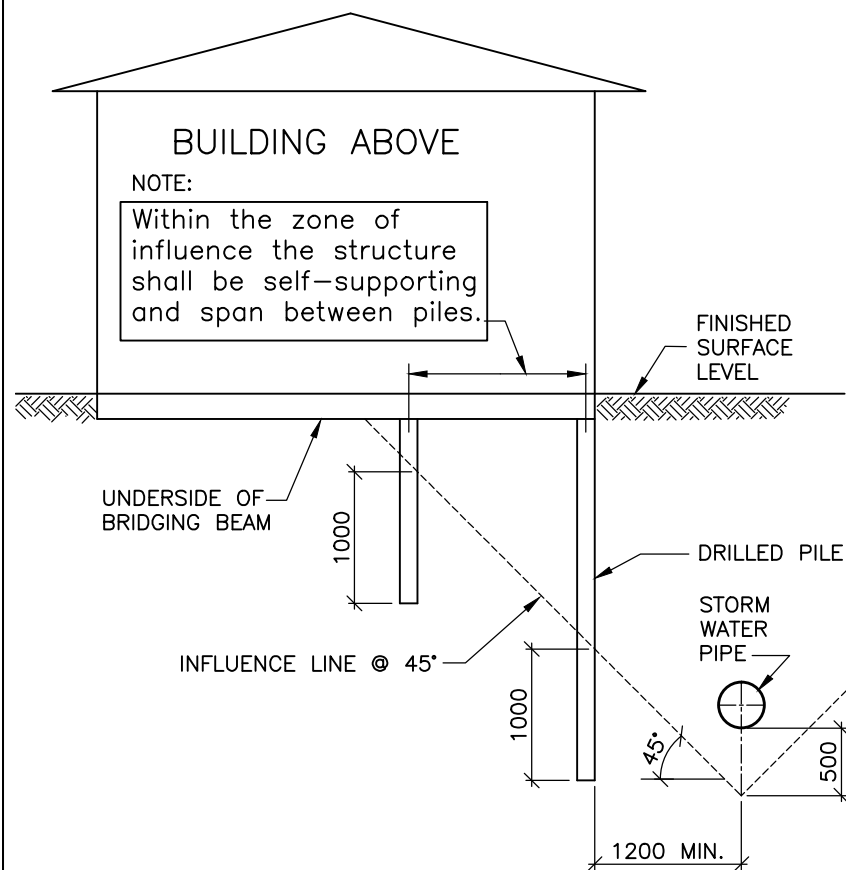 BUILDING ABOVE
NOTE:
Within the zone of
influence the structure
shall be self-supporting
and span between piles.
FINISHED
SURFACE
LEVEL
UNDERSIDE OF
BRIDGING BEAM
1000
DRILLED PILE
STORM
WATER
PIPE
INFLUENCE LINE @ 45°
1000
45°
500
1200 MIN.